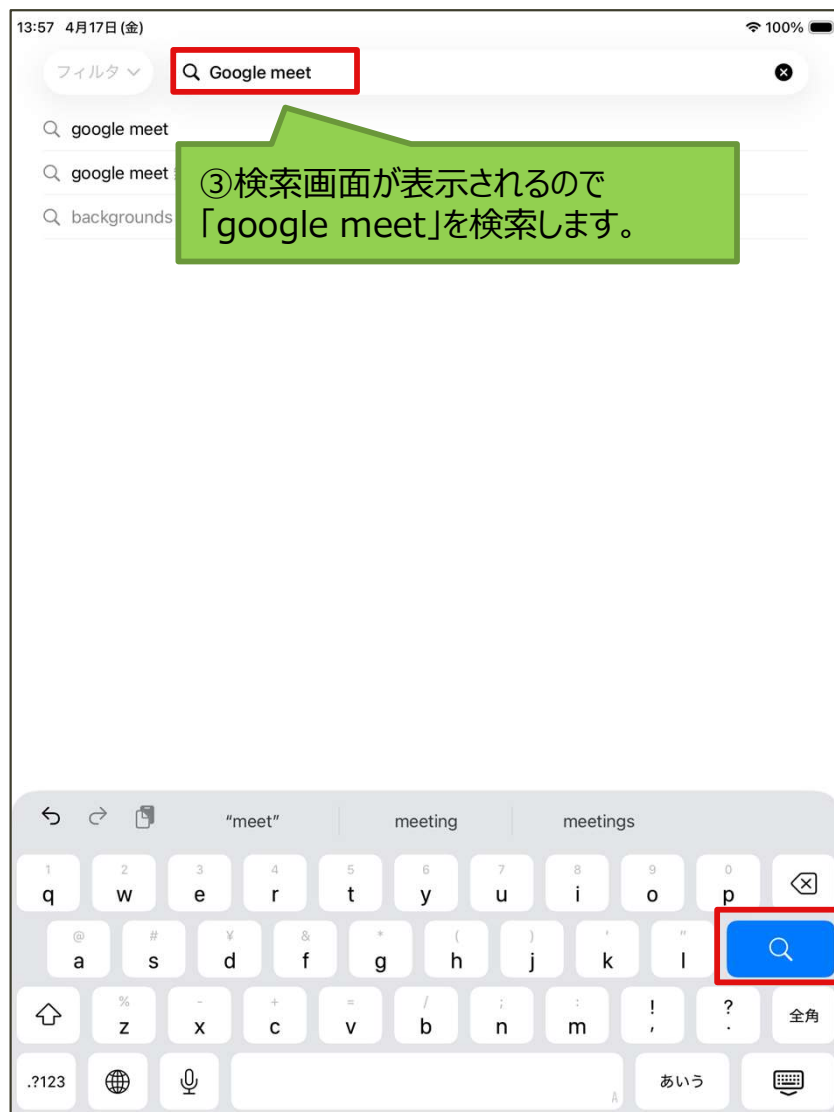 13:57 4月17日(金)
100%
フィルタ
Google meet
google meet
google meet
backgrounds
③検索画面が表示されるので
「google meet」を検索します。
“meet” meeting meetings
1 2 3 4 5 6 7 8 9 0
q w e r t y u i o p
@ # ¥ & * ( ) ' "
a s d f g h j k l
% - + = / ; : ! ?
z x c v b n m , . 全角
.?123 あいう